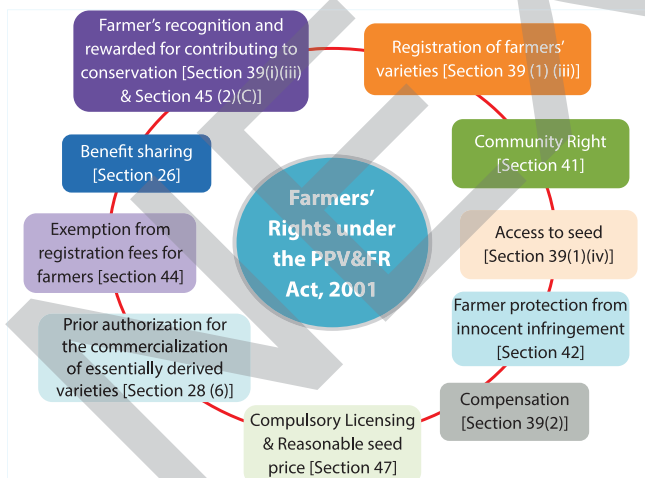 Farmer’s recognition and
rewarded for contributing to
conservation [Section 39(i)(iii)
& Section 45 (2)(C)]
Registration of farmers’
varieties [Section 39 (1) (iii)]
Benefit sharing
[Section 26]
Community Right
[Section 41]
Farmers’
Rights under
the PPV&FR
Act, 2001
Exemption from
registration fees for
farmers [section 44]
Access to seed
[Section 39(1)(iv)]
Prior authorization for
the commercialization
of essentially derived
varieties [Section 28 (6)]
Farmer protection from
innocent infringement
[Section 42]
Compulsory Licensing
& Reasonable seed
price [Section 47]
Compensation
[Section 39(2)]